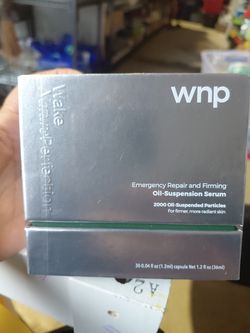 wnp
Wake
Emergency Repair and Firming
Oil-Suspension Serum
2000 Oil-Suspended Particles
For firmer, more radiant skin
30 0.04 fl oz (1.2ml) capsule Net 1.2 fl oz (36ml)
A2